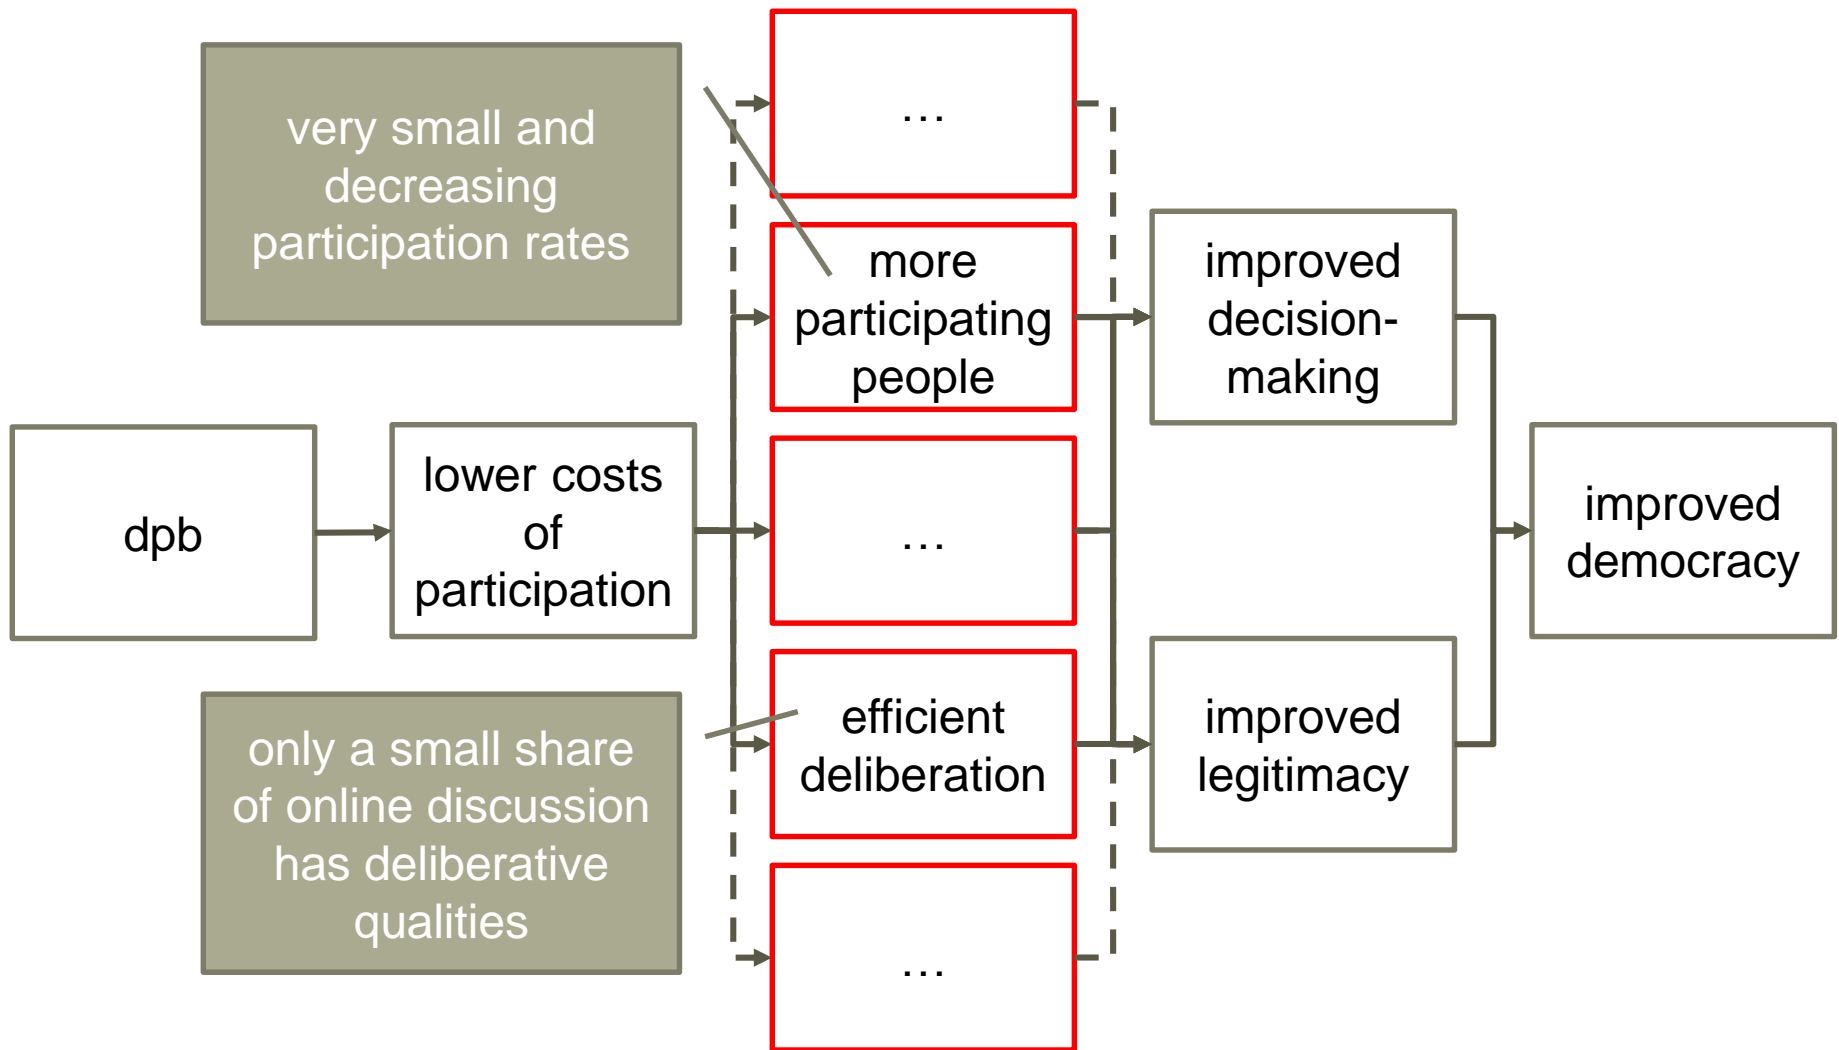 …
very small and
decreasing
participation rates
more
participating
people
improved
decision-
making
dpb
lower costs
of
participation
…
improved
democracy
only a small share
of online discussion
has deliberative
qualities
efficient
deliberation
improved
legitimacy
…